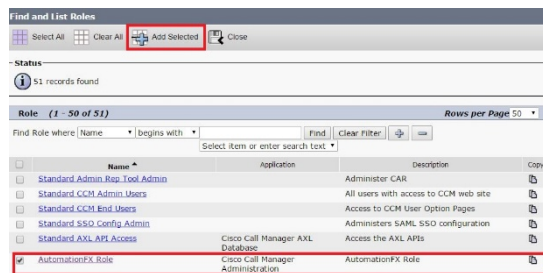 Find and List Roles
Select All Clear All Add Selected Close
Status
i 51 records found
Role (1 - 50 of 51) Rows per Page 50
Find Role where Name begins with Find Clear Filter
Select item or enter search text
Name Application Description Copy
Standard Admin Rep Tool Admin Administer CAR
Standard CCM Admin Users All users with access to CCM web site
Standard CCM End Users Access to CCM User Option Pages
Standard SSO Config Admin Administers SAML SSO configuration
Standard AXL API Access Cisco Call Manager AXL Database Access the AXL APIs
AutomationFX Role Cisco Call Manager Administration AutomationFX Role